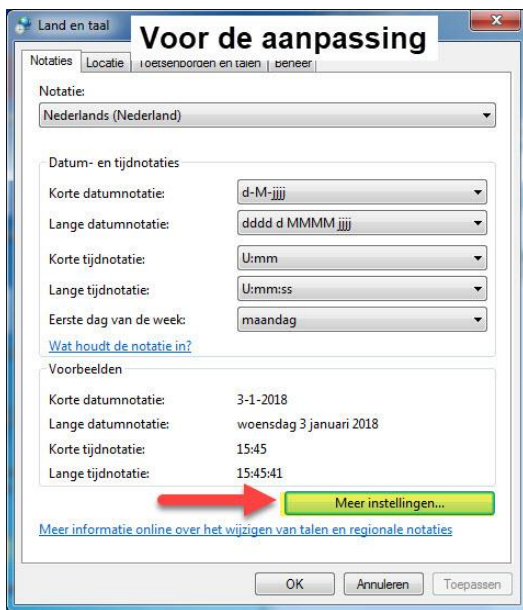 Land en taal
Voor de aanpassing
Notaties Locatie Toetsenborden en talen Beheer
Notatie:
Nederlands (Nederland)
Datum- en tijdnotaties
Korte datumnotatie: d-M-jjjj
Lange datumnotatie: dddd d MMMM jjjj
Korte tijdnotatie: U:mm
Lange tijdnotatie: U:mm:ss
Eerste dag van de week: maandag
Wat houdt de notatie in?
Voorbeelden
Korte datumnotatie: 3-1-2018
Lange datumnotatie: woensdag 3 januari 2018
Korte tijdnotatie: 15:45
Lange tijdnotatie: 15:45:41
Meer instellingen...
Meer informatie online over het wijzigen van talen en regionale notaties
OK Annuleren Toepassen